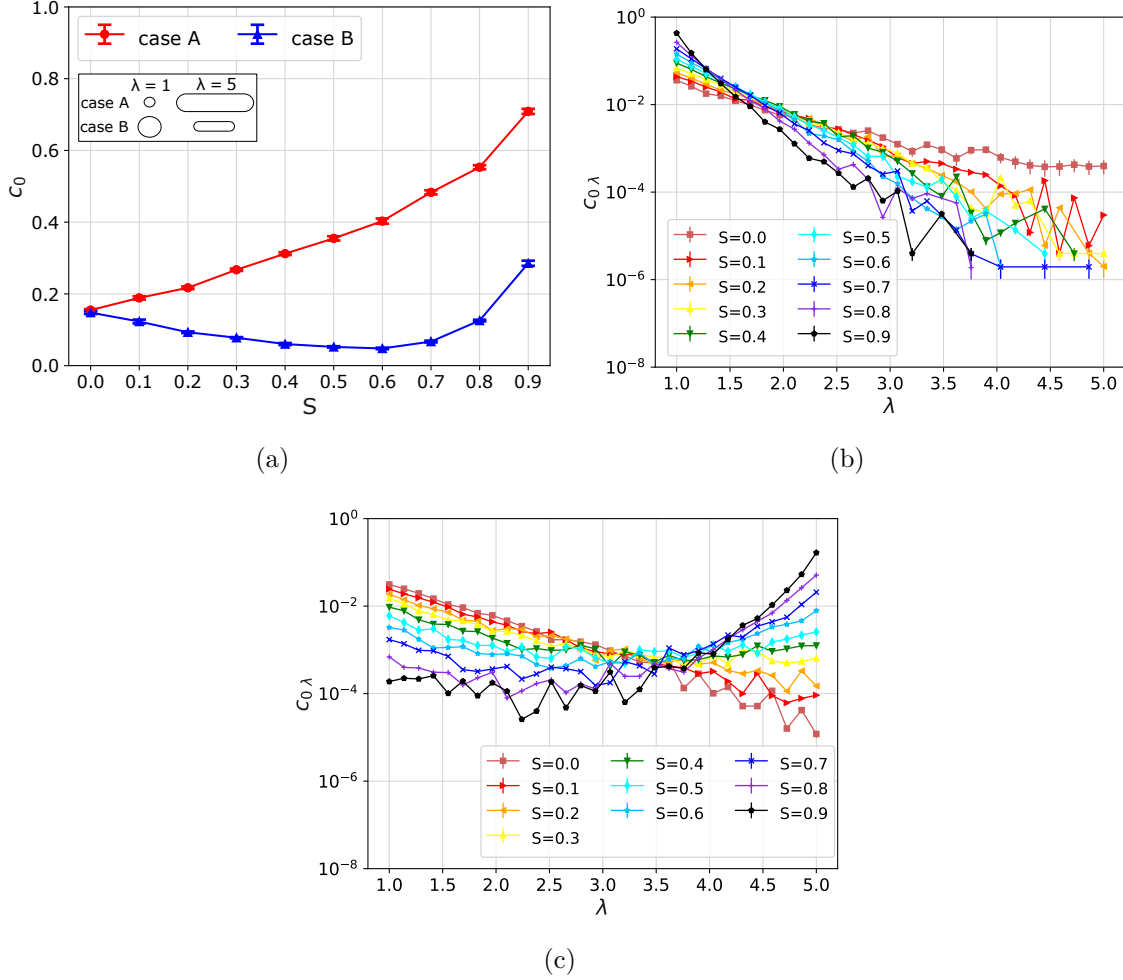 1.0
0.8
0.6
0.4
0.2
0.0
c₀
case A
case B
λ = 1 λ = 5
case A
case B
0.0 0.1 0.2 0.3 0.4 0.5 0.6 0.7 0.8 0.9
S
(a)
10⁰
10⁻²
10⁻⁴
10⁻⁶
10⁻⁸
c₀ λ
S=0.0 S=0.5
S=0.1 S=0.6
S=0.2 S=0.7
S=0.3 S=0.8
S=0.4 S=0.9
1.0 1.5 2.0 2.5 3.0 3.5 4.0 4.5 5.0
λ
(b)
10⁰
10⁻²
10⁻⁴
10⁻⁶
10⁻⁸
c₀ λ
S=0.0 S=0.4 S=0.7
S=0.1 S=0.5 S=0.8
S=0.2 S=0.6 S=0.9
S=0.3
1.0 1.5 2.0 2.5 3.0 3.5 4.0 4.5 5.0
λ
(c)